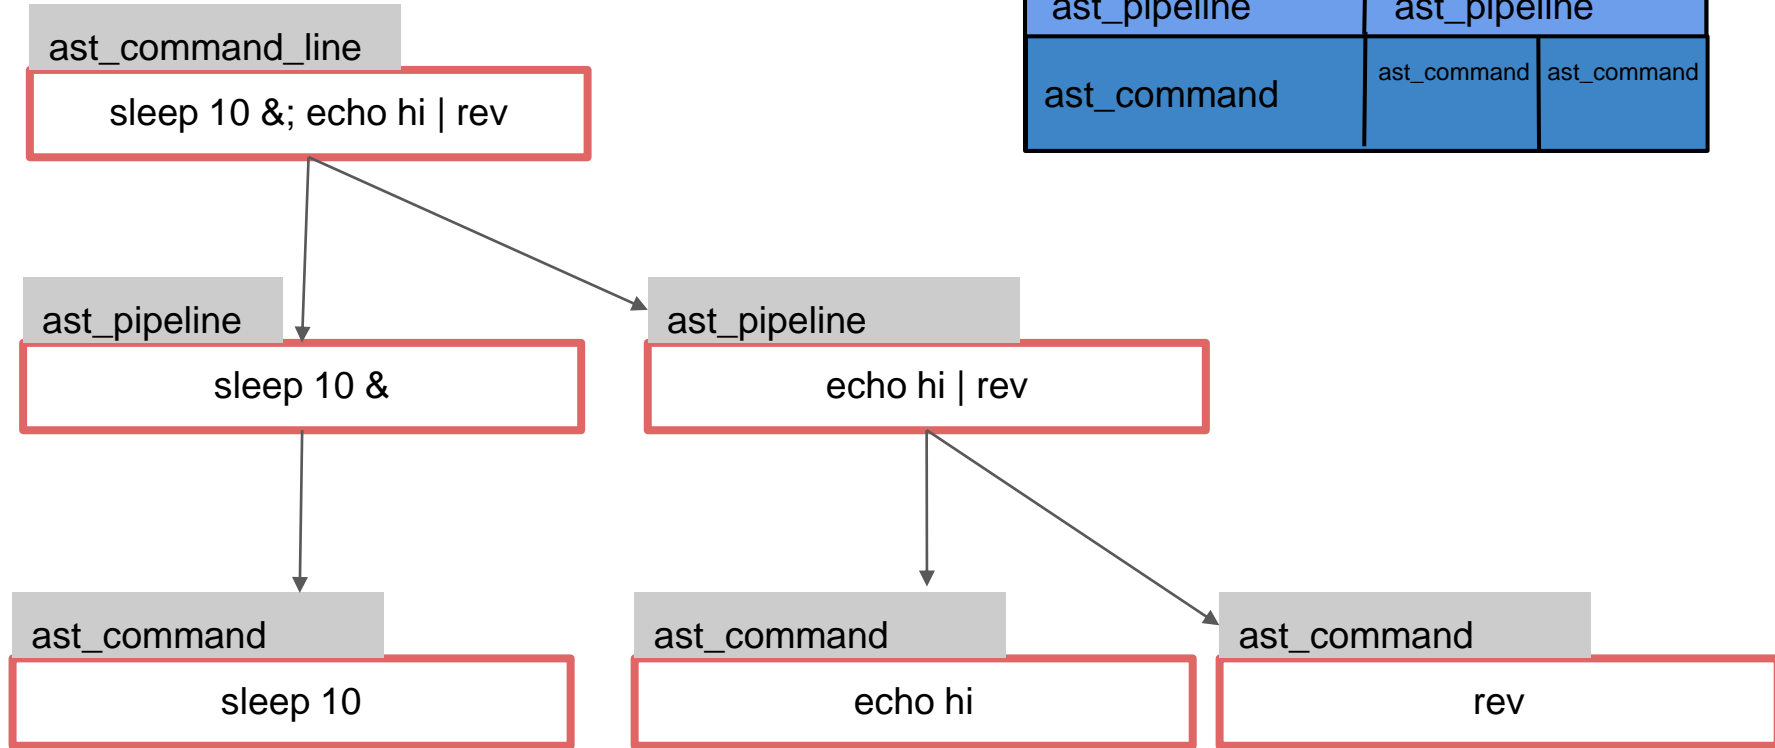 ast_pipeline ast_pipeline
ast_command ast_command ast_command
ast_command_line
sleep 10 &; echo hi | rev
ast_pipeline
sleep 10 &
ast_pipeline
echo hi | rev
ast_command
sleep 10
ast_command
echo hi
ast_command
rev